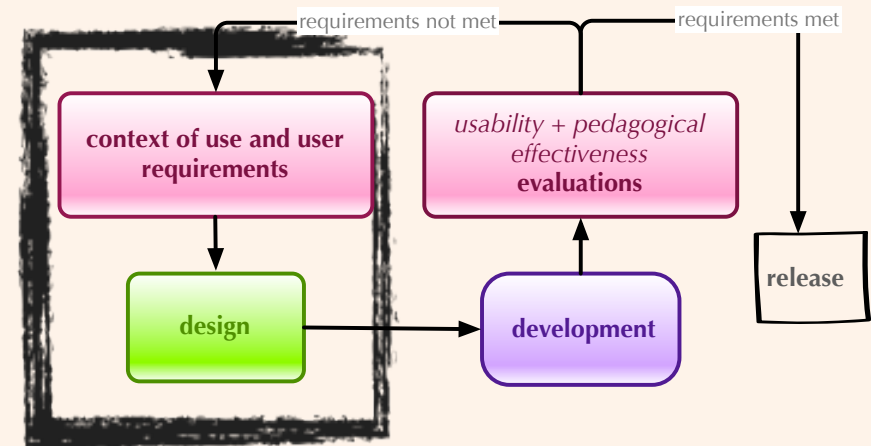 requirements not met
requirements met
context of use and user
requirements
usability + pedagogical
effectiveness
evaluations
release
design
development